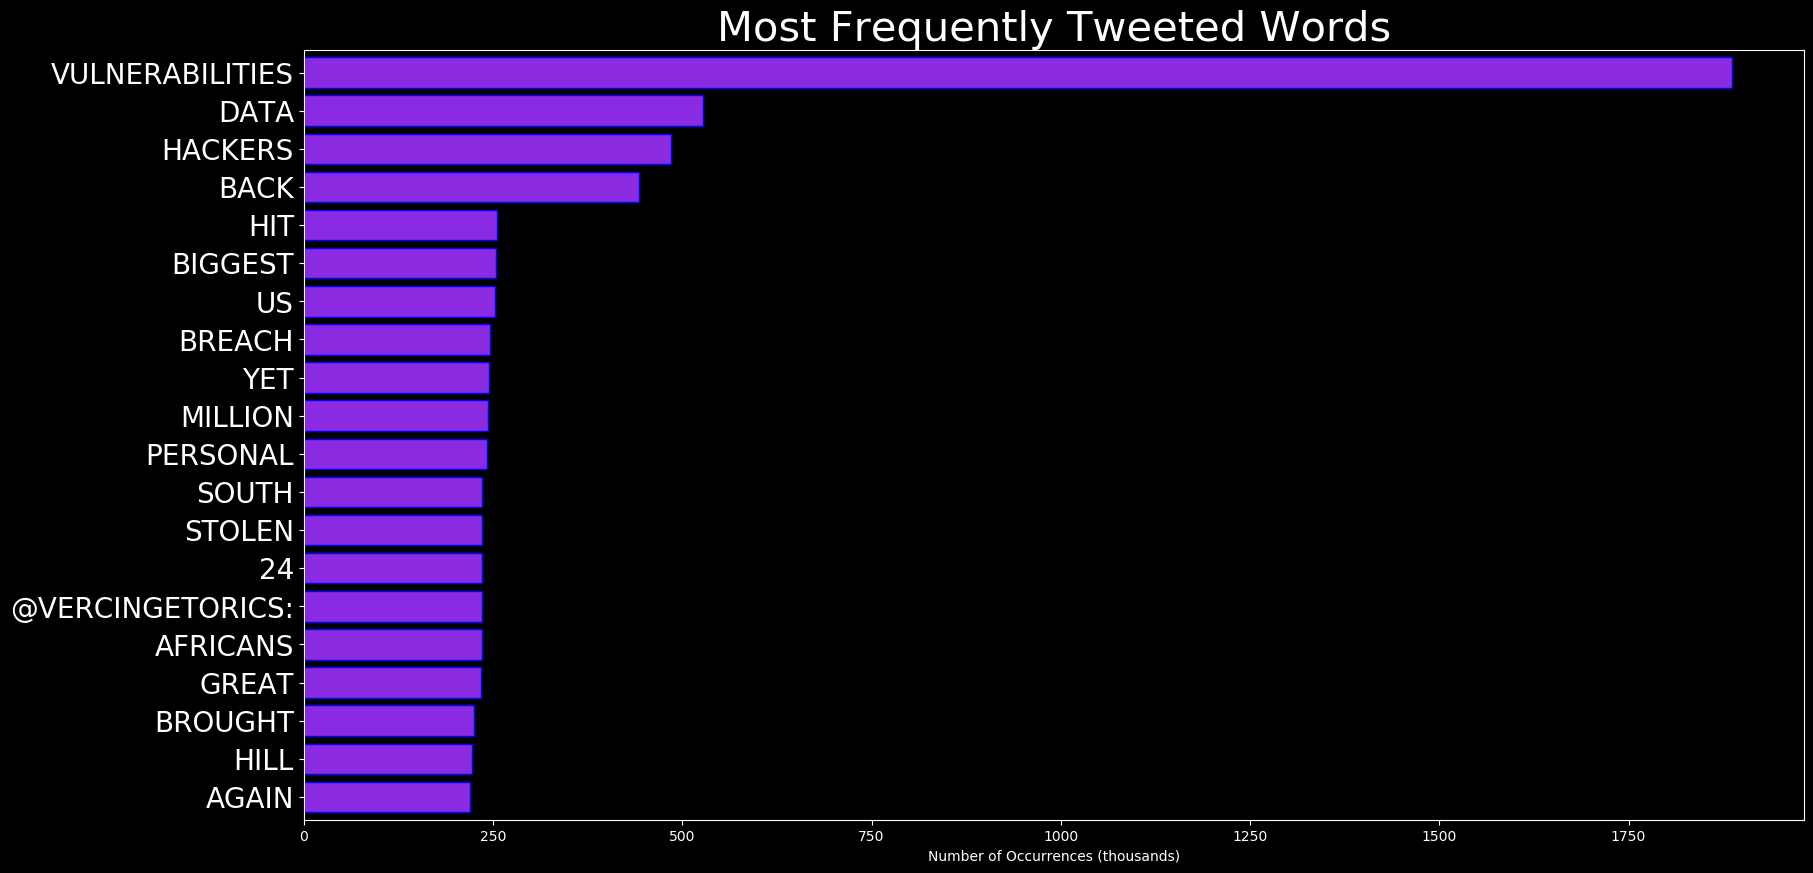 Most Frequently Tweeted Words
VULNERABILITIES
DATA
HACKERS
BACK
HIT
BIGGEST
US
BREACH
YET
MILLION
PERSONAL
SOUTH
STOLEN
24
@VERCINGETORICS:
AFRICANS
GREAT
BROUGHT
HILL
AGAIN
0 250 500 750 1000 1250 1500 1750
Number of Occurrences (thousands)